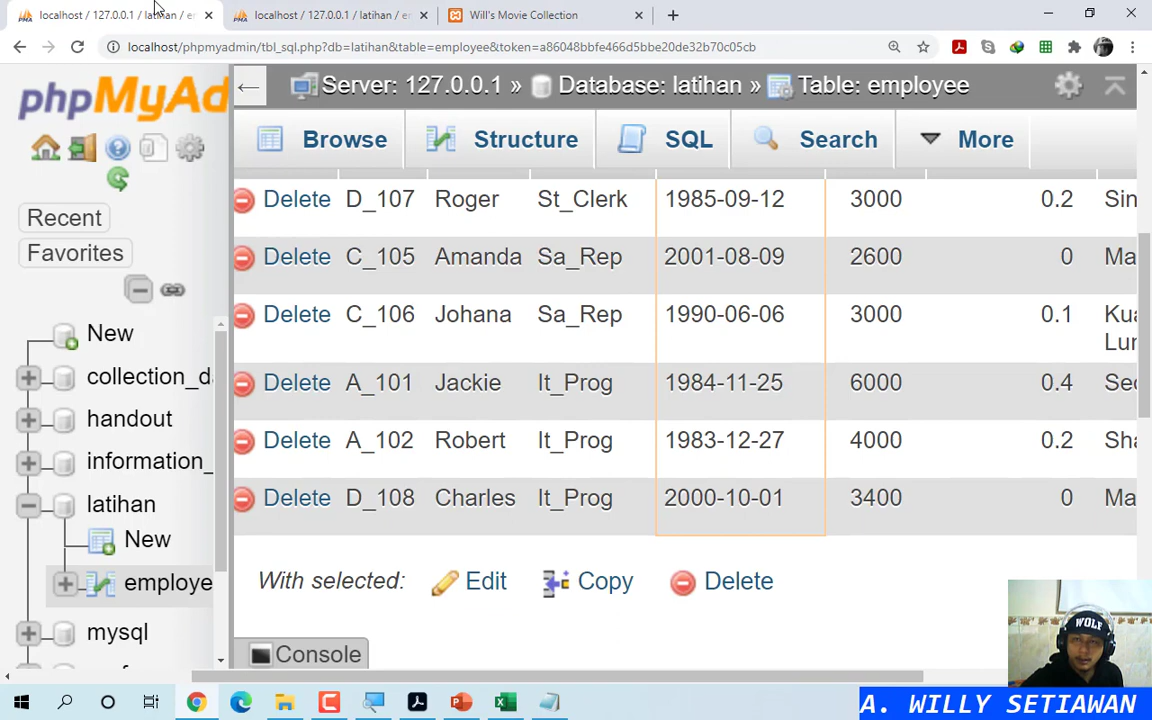 localhost / 127.0.0.1 / latihan / e
localhost / 127.0.0.1 / latihan / er
Will's Movie Collection
localhost/phpmyadmin/tbl_sql.php?db=latihan&table=employee&token=a86048bbfe466d5bbe20de32b70c05cb
phpMyAd
Server: 127.0.0.1 » Database: latihan » Table: employee
Browse Structure SQL Search More
Recent
Favorites
New
collection_d
handout
information_
latihan
New
employe
mysql
Delete D_107 Roger St_Clerk 1985-09-12 3000 0.2 Sin
Delete C_105 Amanda Sa_Rep 2001-08-09 2600 0 Ma
Delete C_106 Johana Sa_Rep 1990-06-06 3000 0.1 Kua
Lur
Delete A_101 Jackie It_Prog 1984-11-25 6000 0.4 Seo
Delete A_102 Robert It_Prog 1983-12-27 4000 0.2 Sha
Delete D_108 Charles It_Prog 2000-10-01 3400 0 Ma
With selected: Edit Copy Delete
Console
WOLF
A. WILLY SETIAWAN